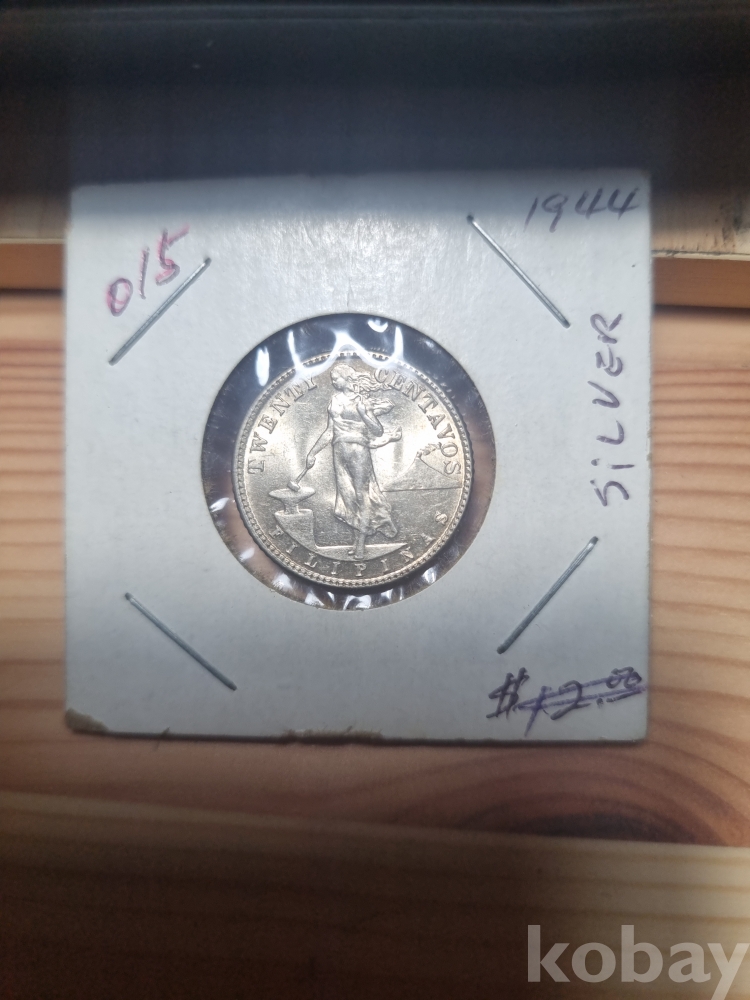 1944
015
SiLVER
TWENTY CENTAVOS
FILIPINAS
$12.00
kobay